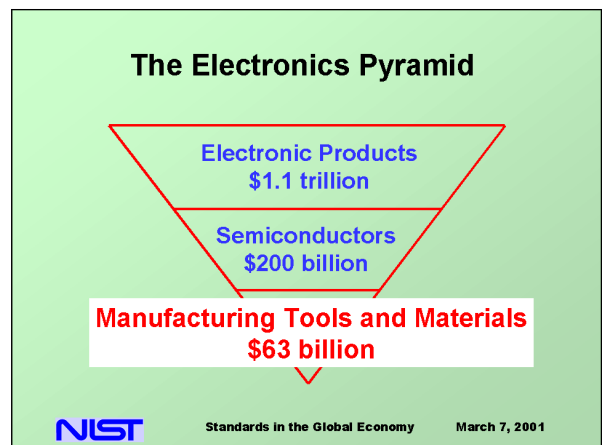 The Electronics Pyramid
Electronic Products
$1.1 trillion
Semiconductors
$200 billion
Manufacturing Tools and Materials
$63 billion
NIST Standards in the Global Economy March 7, 2001